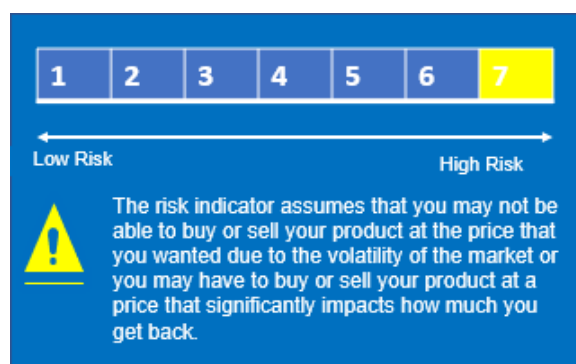 1 2 3 4 5 6 7
Low Risk High Risk
!
The risk indicator assumes that you may not be
able to buy or sell your product at the price that
you wanted due to the volatility of the market or
you may have to buy or sell your product at a
price that significantly impacts how much you
get back.